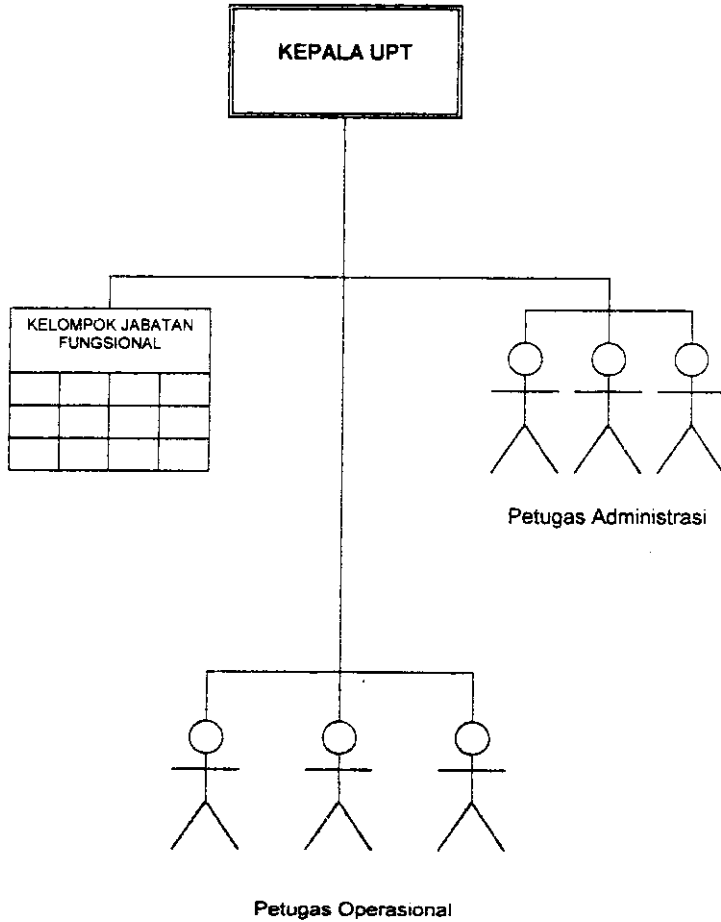 KEPALA UPT
KELOMPOK JABATAN
FUNGSIONAL
Petugas Administrasi
Petugas Operasional